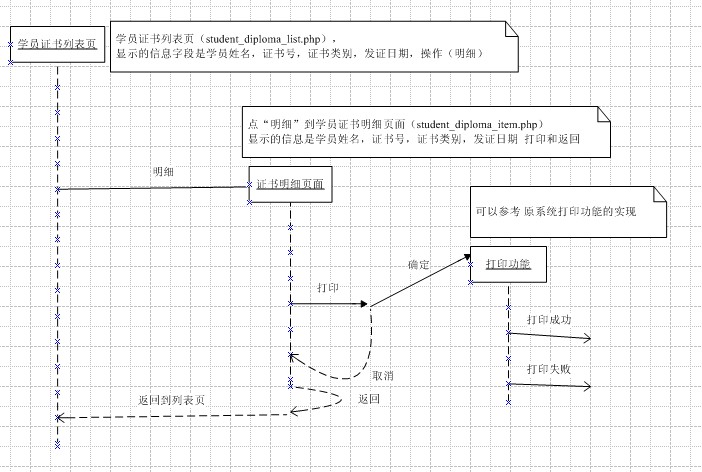 学员证书列表页
学员证书列表页（student_diploma_list.php），
显示的信息字段是学员姓名，证书号，证书类别，发证日期，操作（明细）
点“明细”到学员证书明细页面（student_diploma_item.php）
显示的信息是学员姓名，证书号，证书类别，发证日期 打印和返回
明细
证书明细页面
可以参考 原系统打印功能的实现
确定
打印功能
打印
打印成功
取消
打印失败
返回
返回到列表页